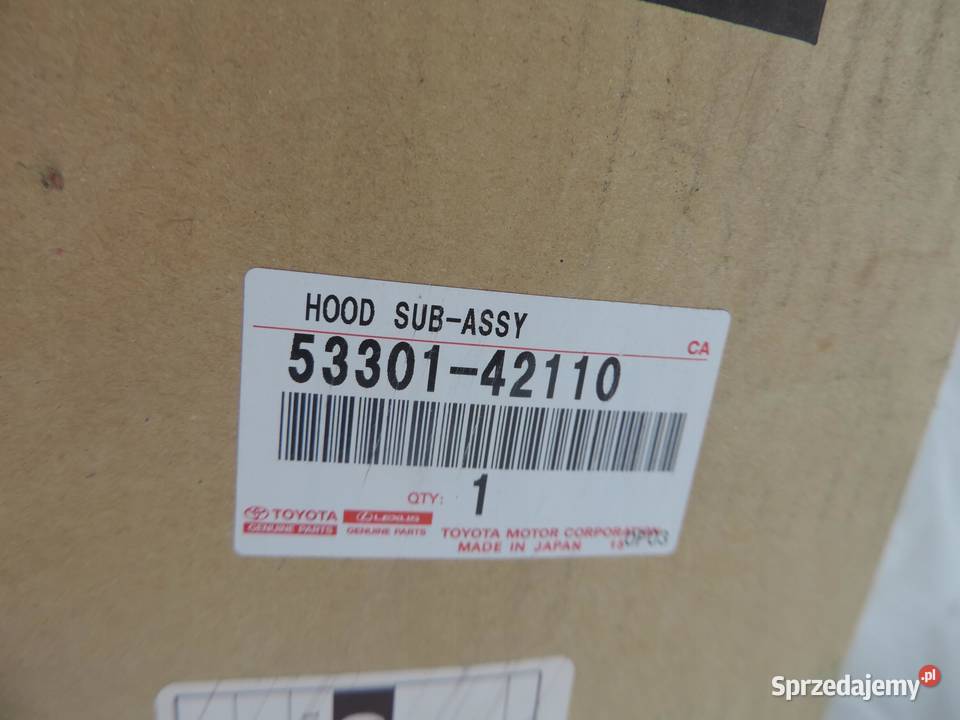 HOOD SUB-ASSY
CA
53301-42110
QTY: 1
TOYOTA
GENUINE PARTS
LEXUS
GENUINE PARTS
TOYOTA MOTOR CORPORATION
MADE IN JAPAN
Sprzedajemy.pl